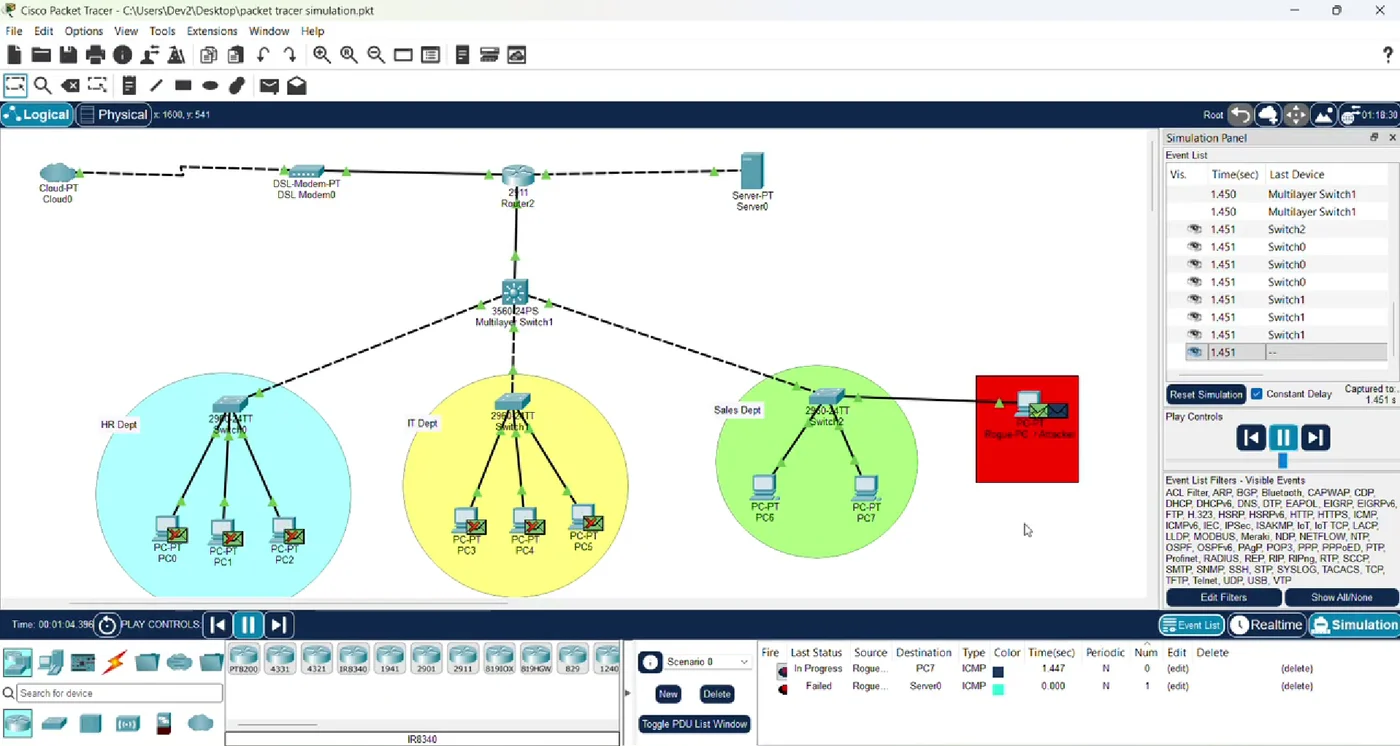 Cisco Packet Tracer - C:\Users\Dev2\Desktop\packet tracer simulation.pkt
File Edit Options View Tools Extensions Window Help
?
Logical Physical x: 1600, y: 541
Root 01:18:30
Simulation Panel
Event List
Vis. Time(sec) Last Device
1.450 Multilayer Switch1
1.450 Multilayer Switch1
1.451 Switch2
1.451 Switch0
1.451 Switch0
1.451 Switch0
1.451 Switch1
1.451 Switch1
1.451 Switch1
1.451 --
Reset Simulation Constant Delay Captured to:
1.451 s
Play Controls
Event List Filters - Visible Events
ACL Filter, ARP, BGP, Bluetooth, CAPWAP, CDP,
DHCP, DHCPv6, DNS, DTP, EAPOL, EIGRP, EIGRPv6,
FTP, H.323, HSRP, HSRPv6, HTTP, HTTPS, ICMP,
ICMPv6, IEC, IPSec, ISAKMP, IoT, IoT TCP, LACP,
LLDP, MODBUS, Meraki, NDP, NETFLOW, NTP,
OSPF, OSPFv6, PAgP, POP3, PPP, PPPoED, PTP,
Profinet, RADIUS, REP, RIP, RIPng, RTP, SCCP,
SMTP, SNMP, SSH, STP, SYSLOG, TACACS, TCP,
TFTP, Telnet, UDP, USB, VTP
Edit Filters Show All/None
Cloud-PT
Cloud0
DSL-Modem-PT
DSL Modem0
2911
Router2
Server-PT
Server0
3560-24PS
Multilayer Switch1
HR Dept
2960-24TT
Switch0
PC-PT
PC0
PC-PT
PC1
PC-PT
PC2
IT Dept
2960-24TT
Switch1
PC-PT
PC3
PC-PT
PC4
PC-PT
PC5
Sales Dept
2960-24TT
Switch2
PC-PT
PC6
PC-PT
PC7
PC-PT
Rogue-PC / Attacker
Time: 00:01:04.396 PLAY CONTROLS:
Event List Realtime Simulation
Search for device
PT8200 4331 4321 IR8340 1941 2901 2911 819IOX 819HGW 829 1240
IR8340
Scenario 0
New Delete
Toggle PDU List Window
Fire Last Status Source Destination Type Color Time(sec) Periodic Num Edit Delete
In Progress Rogue... PC7 ICMP 1.447 N 0 (edit) (delete)
Failed Rogue... Server0 ICMP 0.000 N 1 (edit) (delete)